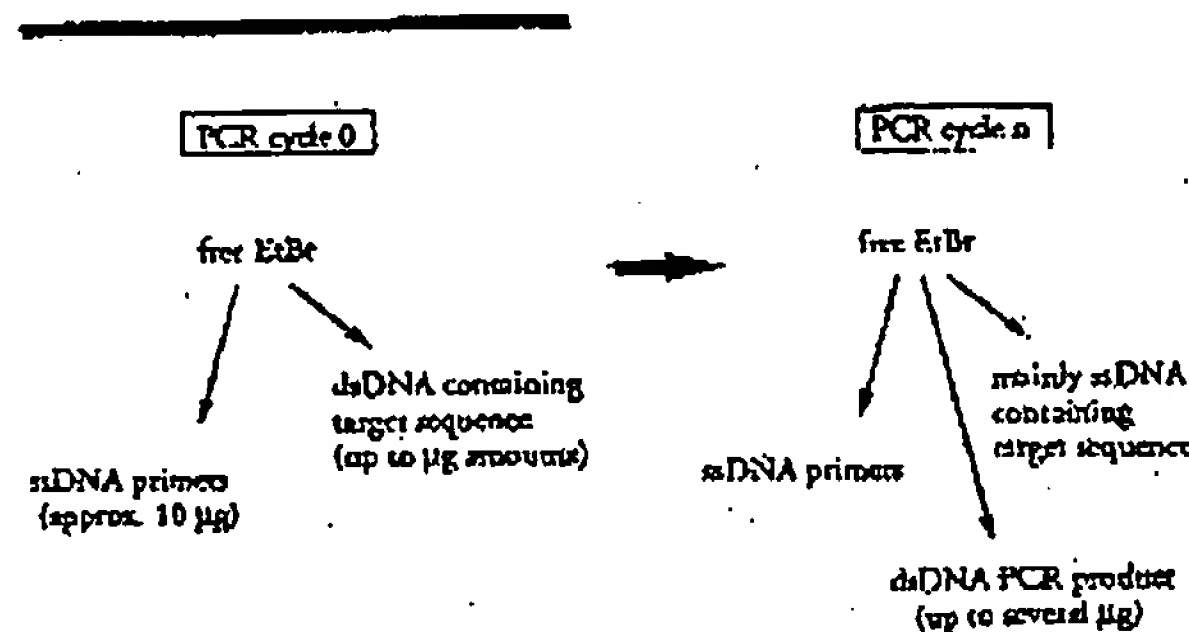 PCR cycle 0
free EtBr
dsDNA containing
target sequence
(up to µg amounts)
ssDNA primers
(approx. 10 µg)
PCR cycle n
free EtBr
mainly ssDNA
containing
target sequence
ssDNA primers
dsDNA PCR product
(up to several µg)